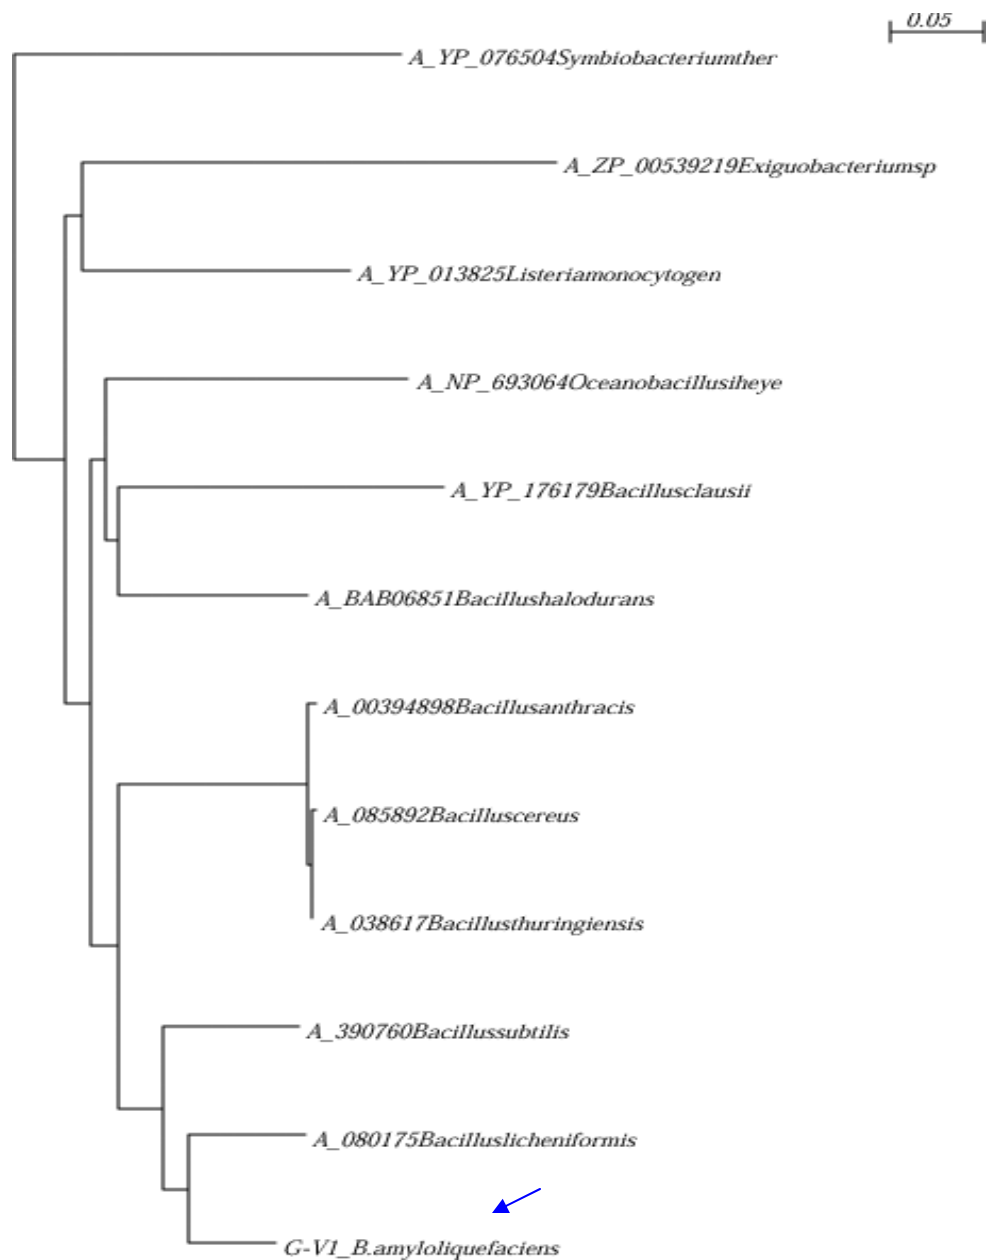 0.05
A_YP_076504Symbiobacteriumther
A_ZP_00539219Exiguobacteriumsp
A_YP_013825Listeriamonocytogen
A_NP_693064Oceanobacillusiheye
A_YP_176179Bacillusclausii
A_BAB06851Bacillushalodurans
A_00394898Bacillusanthracis
A_085892Bacilluscereus
A_038617Bacillusthuringiensis
A_390760Bacillussubtilis
A_080175Bacilluslicheniformis
G-V1_B.amyloliquefaciens